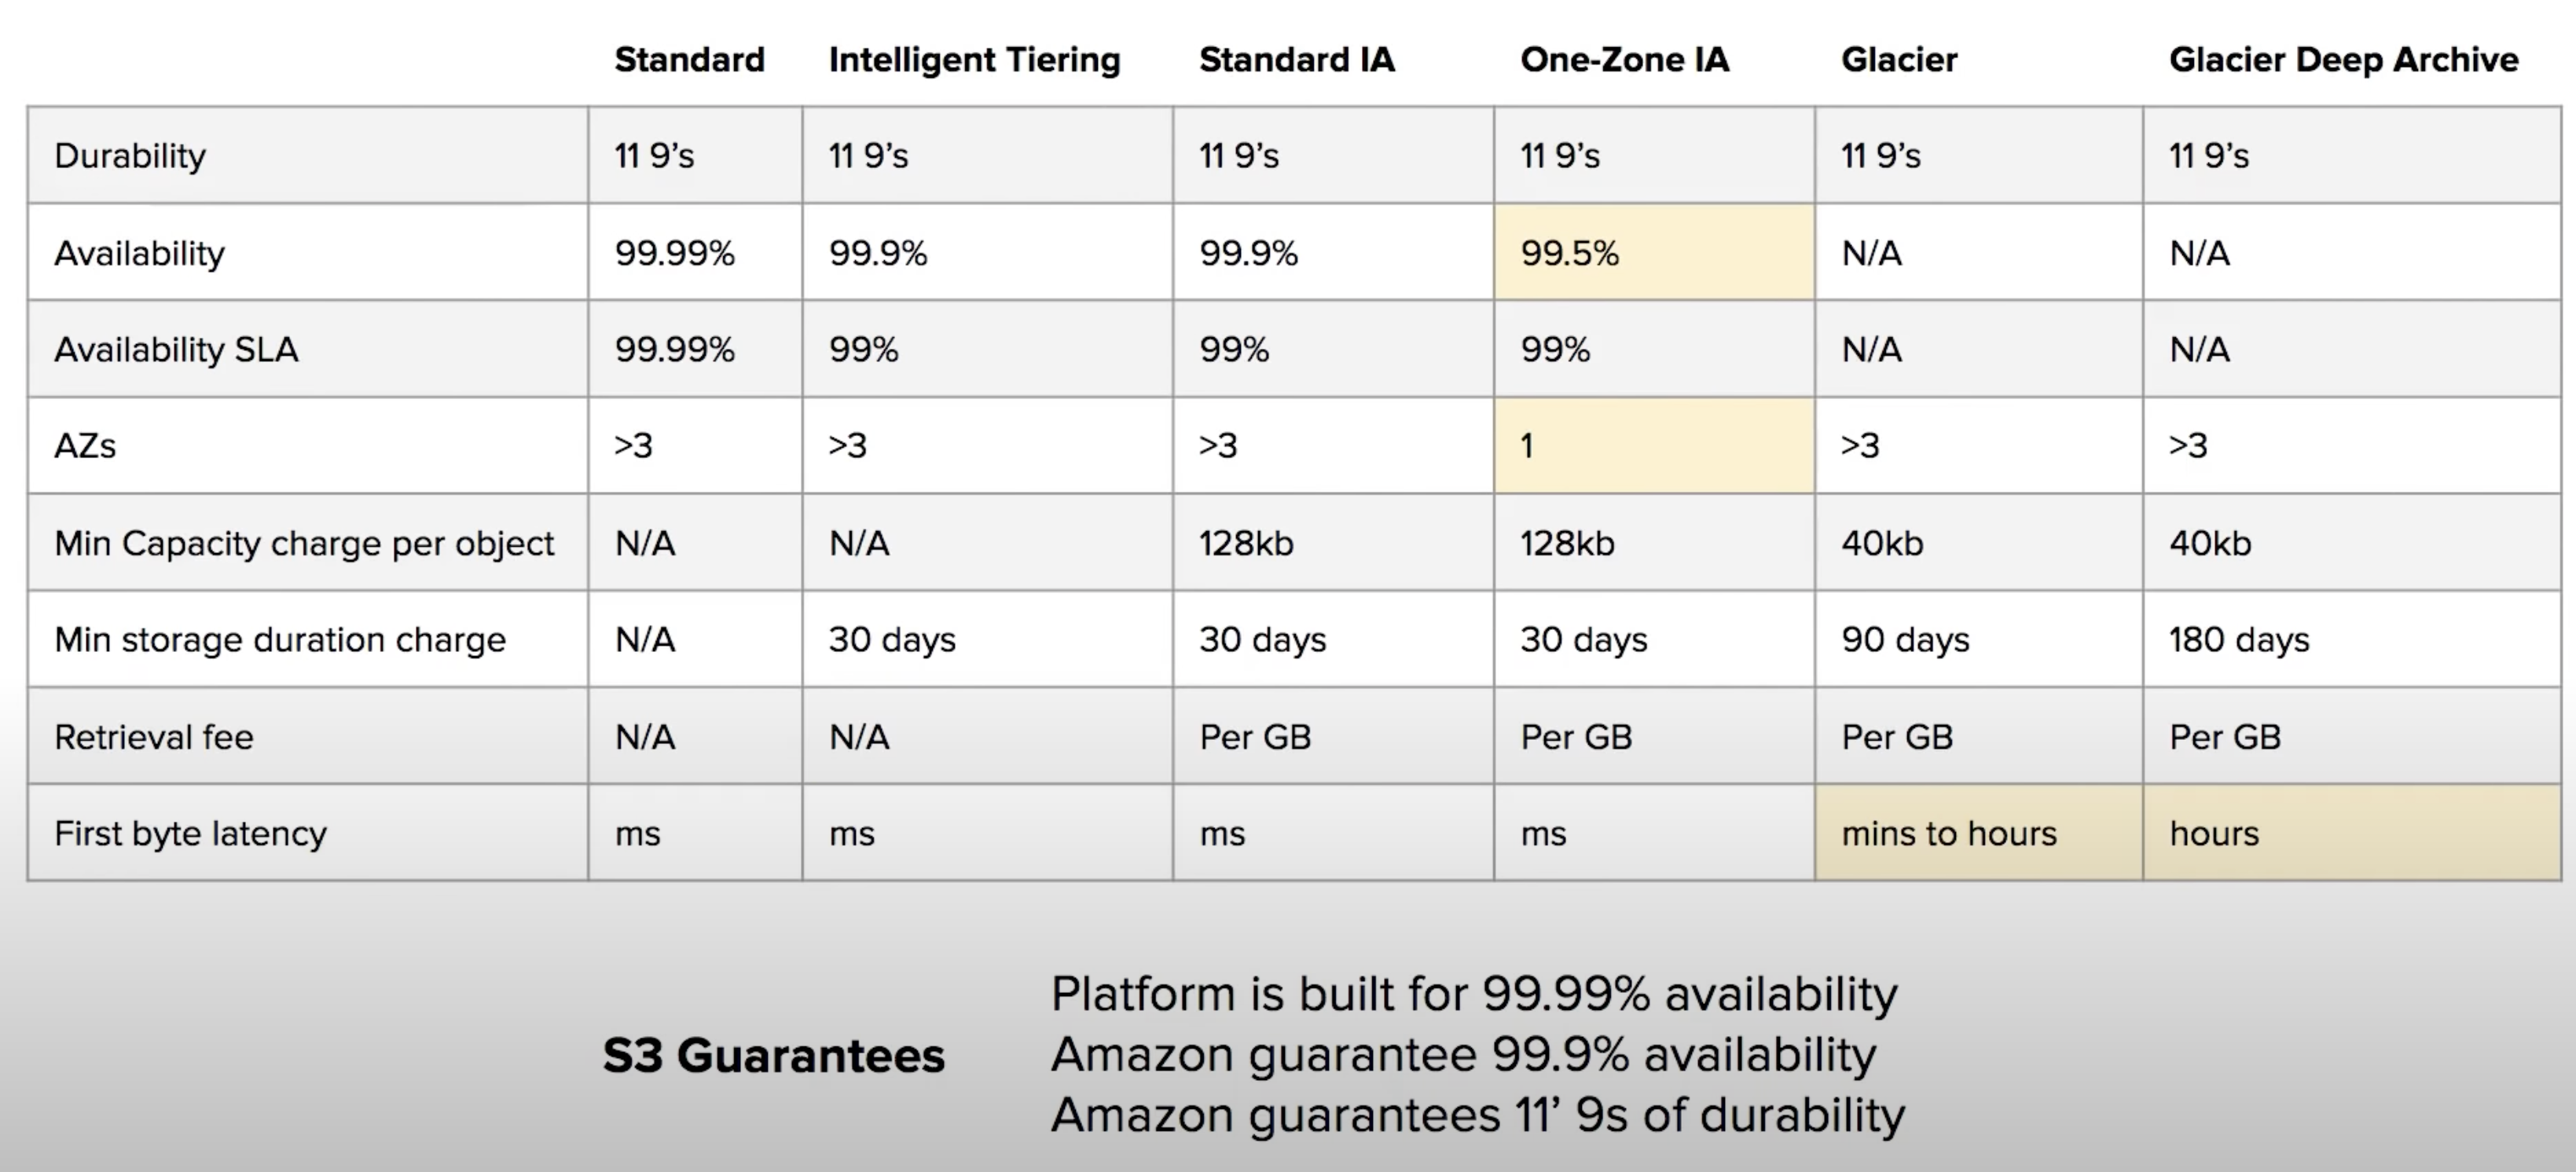 Standard Intelligent Tiering Standard IA One-Zone IA Glacier Glacier Deep Archive
Durability 11 9’s 11 9’s 11 9’s 11 9’s 11 9’s 11 9’s
Availability 99.99% 99.9% 99.9% 99.5% N/A N/A
Availability SLA 99.99% 99% 99% 99% N/A N/A
AZs >3 >3 >3 1 >3 >3
Min Capacity charge per object N/A N/A 128kb 128kb 40kb 40kb
Min storage duration charge N/A 30 days 30 days 30 days 90 days 180 days
Retrieval fee N/A N/A Per GB Per GB Per GB Per GB
First byte latency ms ms ms ms mins to hours hours
Platform is built for 99.99% availability
S3 Guarantees Amazon guarantee 99.9% availability
Amazon guarantees 11’ 9s of durability